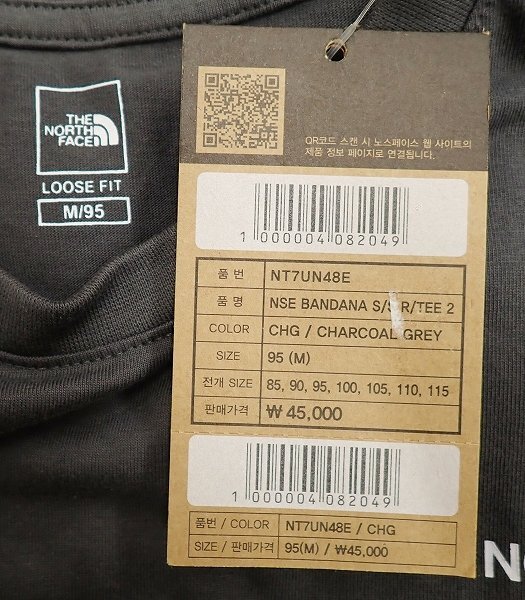 THE
NORTH
FACE
LOOSE FIT
M/95
QR코드 스캔 시 노스페이스 웹 사이트의
제품 정보 페이지로 연결됩니다.
1 000004 082049
품 번 NT7UN48E
품 명 NSE BANDANA S/S R/TEE 2
COLOR CHG / CHARCOAL GREY
SIZE 95 (M)
전개 SIZE 85, 90, 95, 100, 105, 110, 115
판매가격 ₩ 45,000
1 000004 082049
품번 / COLOR NT7UN48E / CHG
SIZE / 판매가격 95(M) / ₩45,000